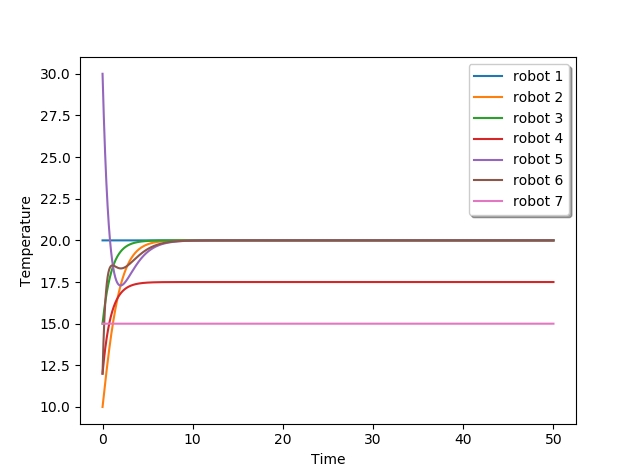 30.0
27.5
25.0
22.5
20.0
17.5
15.0
12.5
10.0
Temperature
0
10
20
30
40
50
Time
robot 1
robot 2
robot 3
robot 4
robot 5
robot 6
robot 7